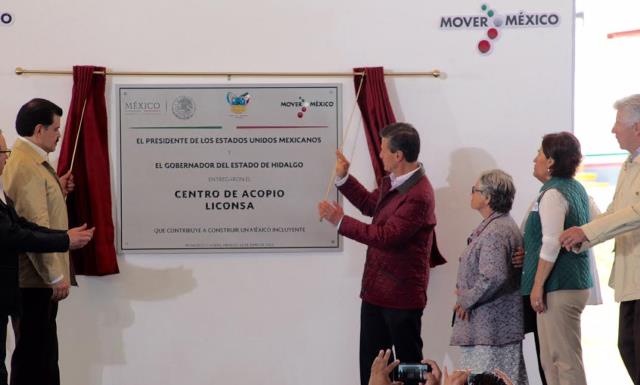 MOVER MÉXICO
MÉXICO
MOVER MÉXICO
EL PRESIDENTE DE LOS ESTADOS UNIDOS MEXICANOS
Y
EL GOBERNADOR DEL ESTADO DE HIDALGO
ENTREGARON EL
CENTRO DE ACOPIO
LICONSA
QUE CONTRIBUYE A CONSTRUIR UN MÉXICO INCLUYENTE